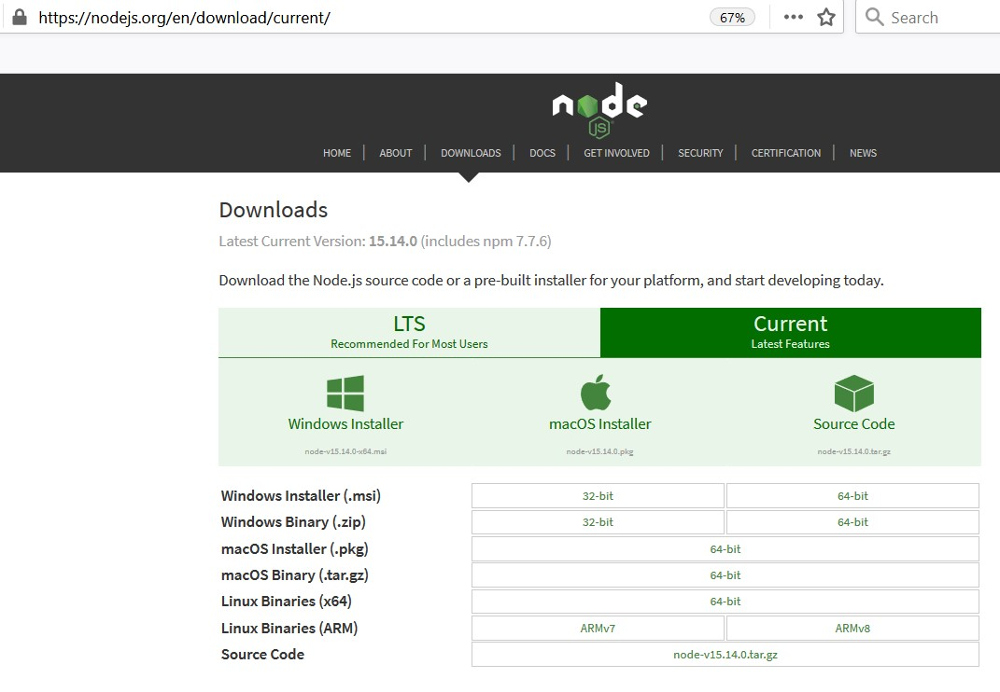 https://nodejs.org/en/download/current/ 67% Search
node
JS
HOME ABOUT DOWNLOADS DOCS GET INVOLVED SECURITY CERTIFICATION NEWS
Downloads
Latest Current Version: 15.14.0 (includes npm 7.7.6)
Download the Node.js source code or a pre-built installer for your platform, and start developing today.
LTS Current
Recommended For Most Users Latest Features
Windows Installer macOS Installer Source Code
node-v15.14.0-x64.msi node-v15.14.0.pkg node-v15.14.0.tar.gz
Windows Installer (.msi) 32-bit 64-bit
Windows Binary (.zip) 32-bit 64-bit
macOS Installer (.pkg) 64-bit
macOS Binary (.tar.gz) 64-bit
Linux Binaries (x64) 64-bit
Linux Binaries (ARM) ARMv7 ARMv8
Source Code node-v15.14.0.tar.gz